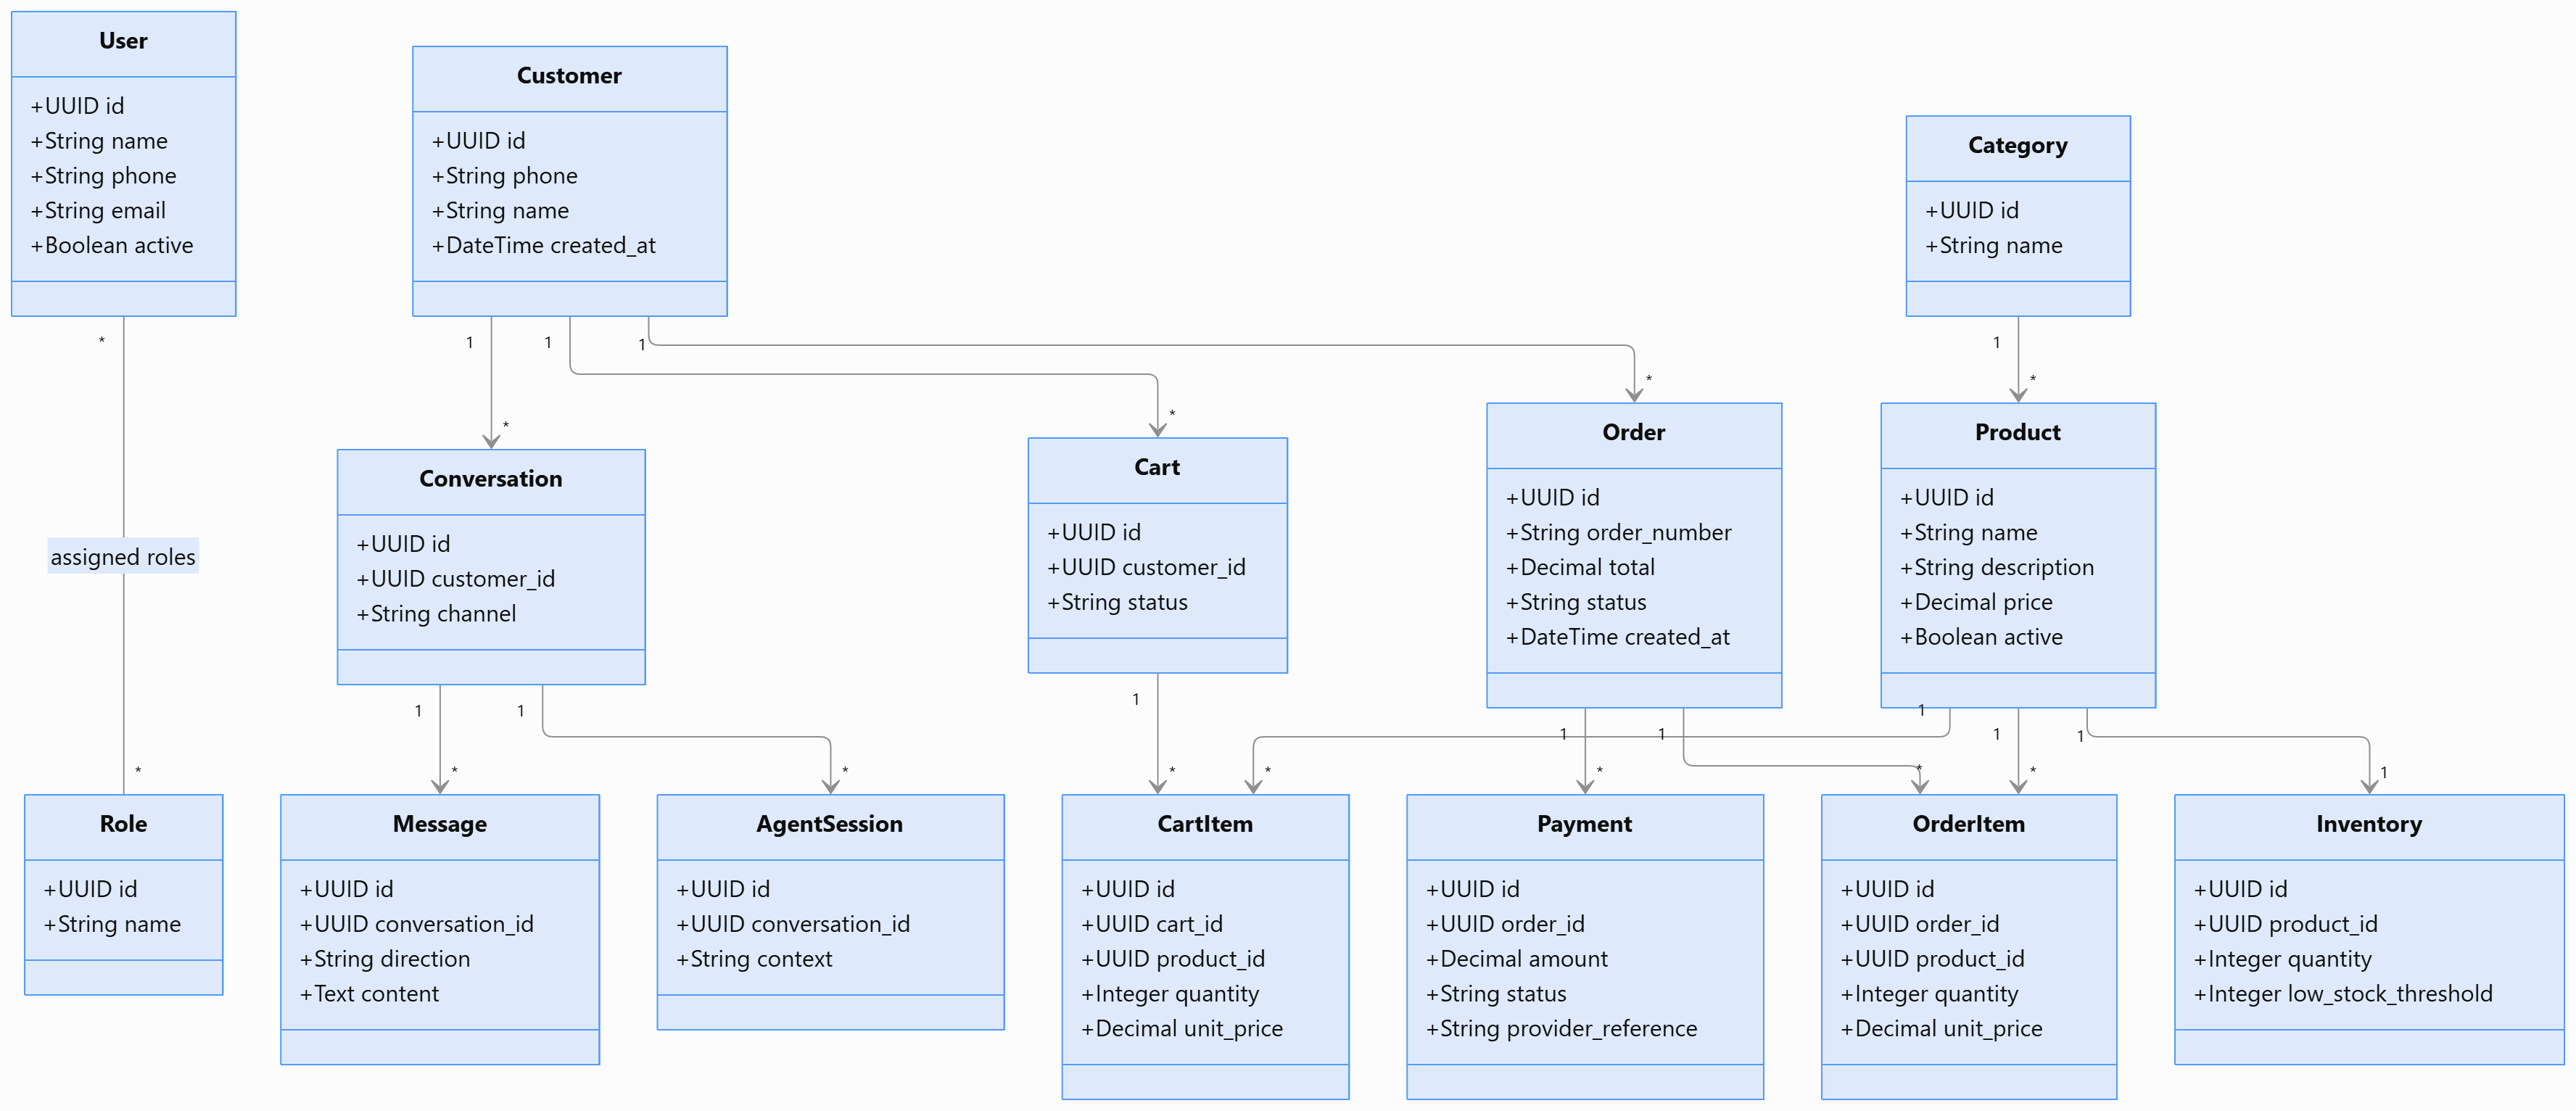 User
+UUID id
+String name
+String phone
+String email
+Boolean active
Customer
+UUID id
+String phone
+String name
+DateTime created_at
Category
+UUID id
+String name
*
1
1
1
1
*
*
*
*
assigned roles
Conversation
+UUID id
+UUID customer_id
+String channel
Cart
+UUID id
+UUID customer_id
+String status
Order
+UUID id
+String order_number
+Decimal total
+String status
+DateTime created_at
Product
+UUID id
+String name
+String description
+Decimal price
+Boolean active
1
1
1
1
1
1
1
1
*
*
*
*
*
*
*
*
1
Role
+UUID id
+String name
Message
+UUID id
+UUID conversation_id
+String direction
+Text content
AgentSession
+UUID id
+UUID conversation_id
+String context
CartItem
+UUID id
+UUID cart_id
+UUID product_id
+Integer quantity
+Decimal unit_price
Payment
+UUID id
+UUID order_id
+Decimal amount
+String status
+String provider_reference
OrderItem
+UUID id
+UUID order_id
+UUID product_id
+Integer quantity
+Decimal unit_price
Inventory
+UUID id
+UUID product_id
+Integer quantity
+Integer low_stock_threshold